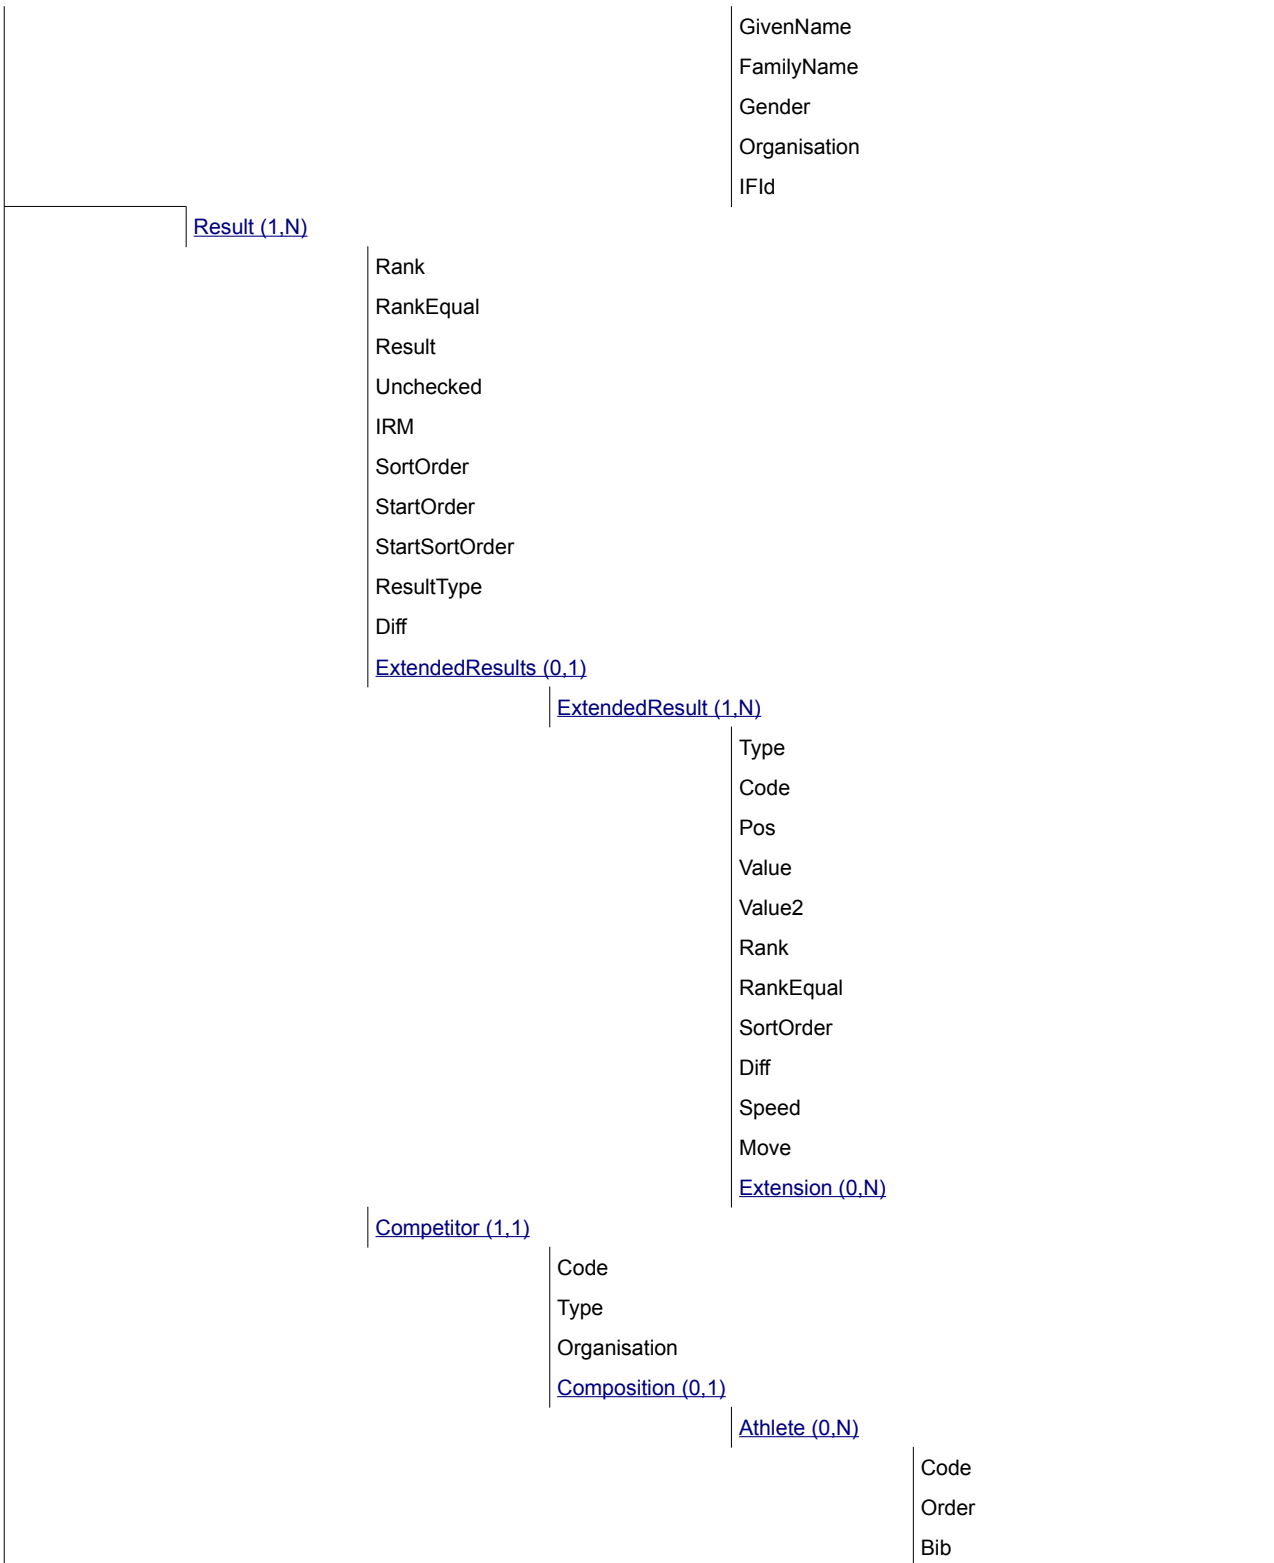 GivenName
FamilyName
Gender
Organisation
IFId
Result (1,N)
Rank
RankEqual
Result
Unchecked
IRM
SortOrder
StartOrder
StartSortOrder
ResultType
Diff
ExtendedResults (0,1)
ExtendedResult (1,N)
Type
Code
Pos
Value
Value2
Rank
RankEqual
SortOrder
Diff
Speed
Move
Extension (0,N)
Competitor (1,1)
Code
Type
Organisation
Composition (0,1)
Athlete (0,N)
Code
Order
Bib